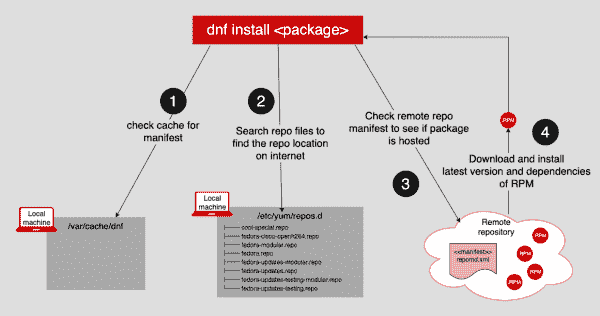 dnf install <package>
1
check cache for
manifest
2
Search repo files to
find the repo location
on internet
Check remote repo
manifest to see if package
is hosted
3
RPM
4
Download and install
latest version and dependencies
of RPM
Local
machine
/var/cache/dnf
Local
machine
/etc/yum/repos.d
cool-special.repo
fedora-cisco-openh264.repo
fedora-modular.repo
fedora.repo
fedora-updates-modular.repo
fedora-updates.repo
fedora-updates-testing-modular.repo
fedora-updates-testing.repo
Remote
repository
<<manifest>>
repomd.xml
RPM
RPM
RPM
RPM